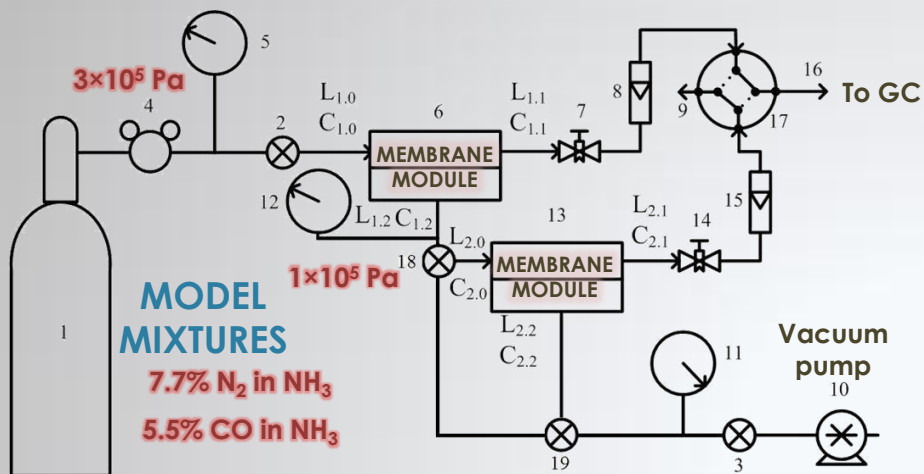 5
3×10⁵ Pa
4
L₁.₀
C₁.₀
2
6
MEMBRANE
MODULE
L₁.₁
C₁.₁
7
8
9
16
To GC
17
12
L₁.₂
C₁.₂
18
1×10⁵ Pa
L₂.₀
C₂.₀
13
MEMBRANE
MODULE
L₂.₁
C₂.₁
14
15
L₂.₂
C₂.₂
1
MODEL
MIXTURES
7.7% N₂ in NH₃
5.5% CO in NH₃
11
Vacuum
pump
10
19
3